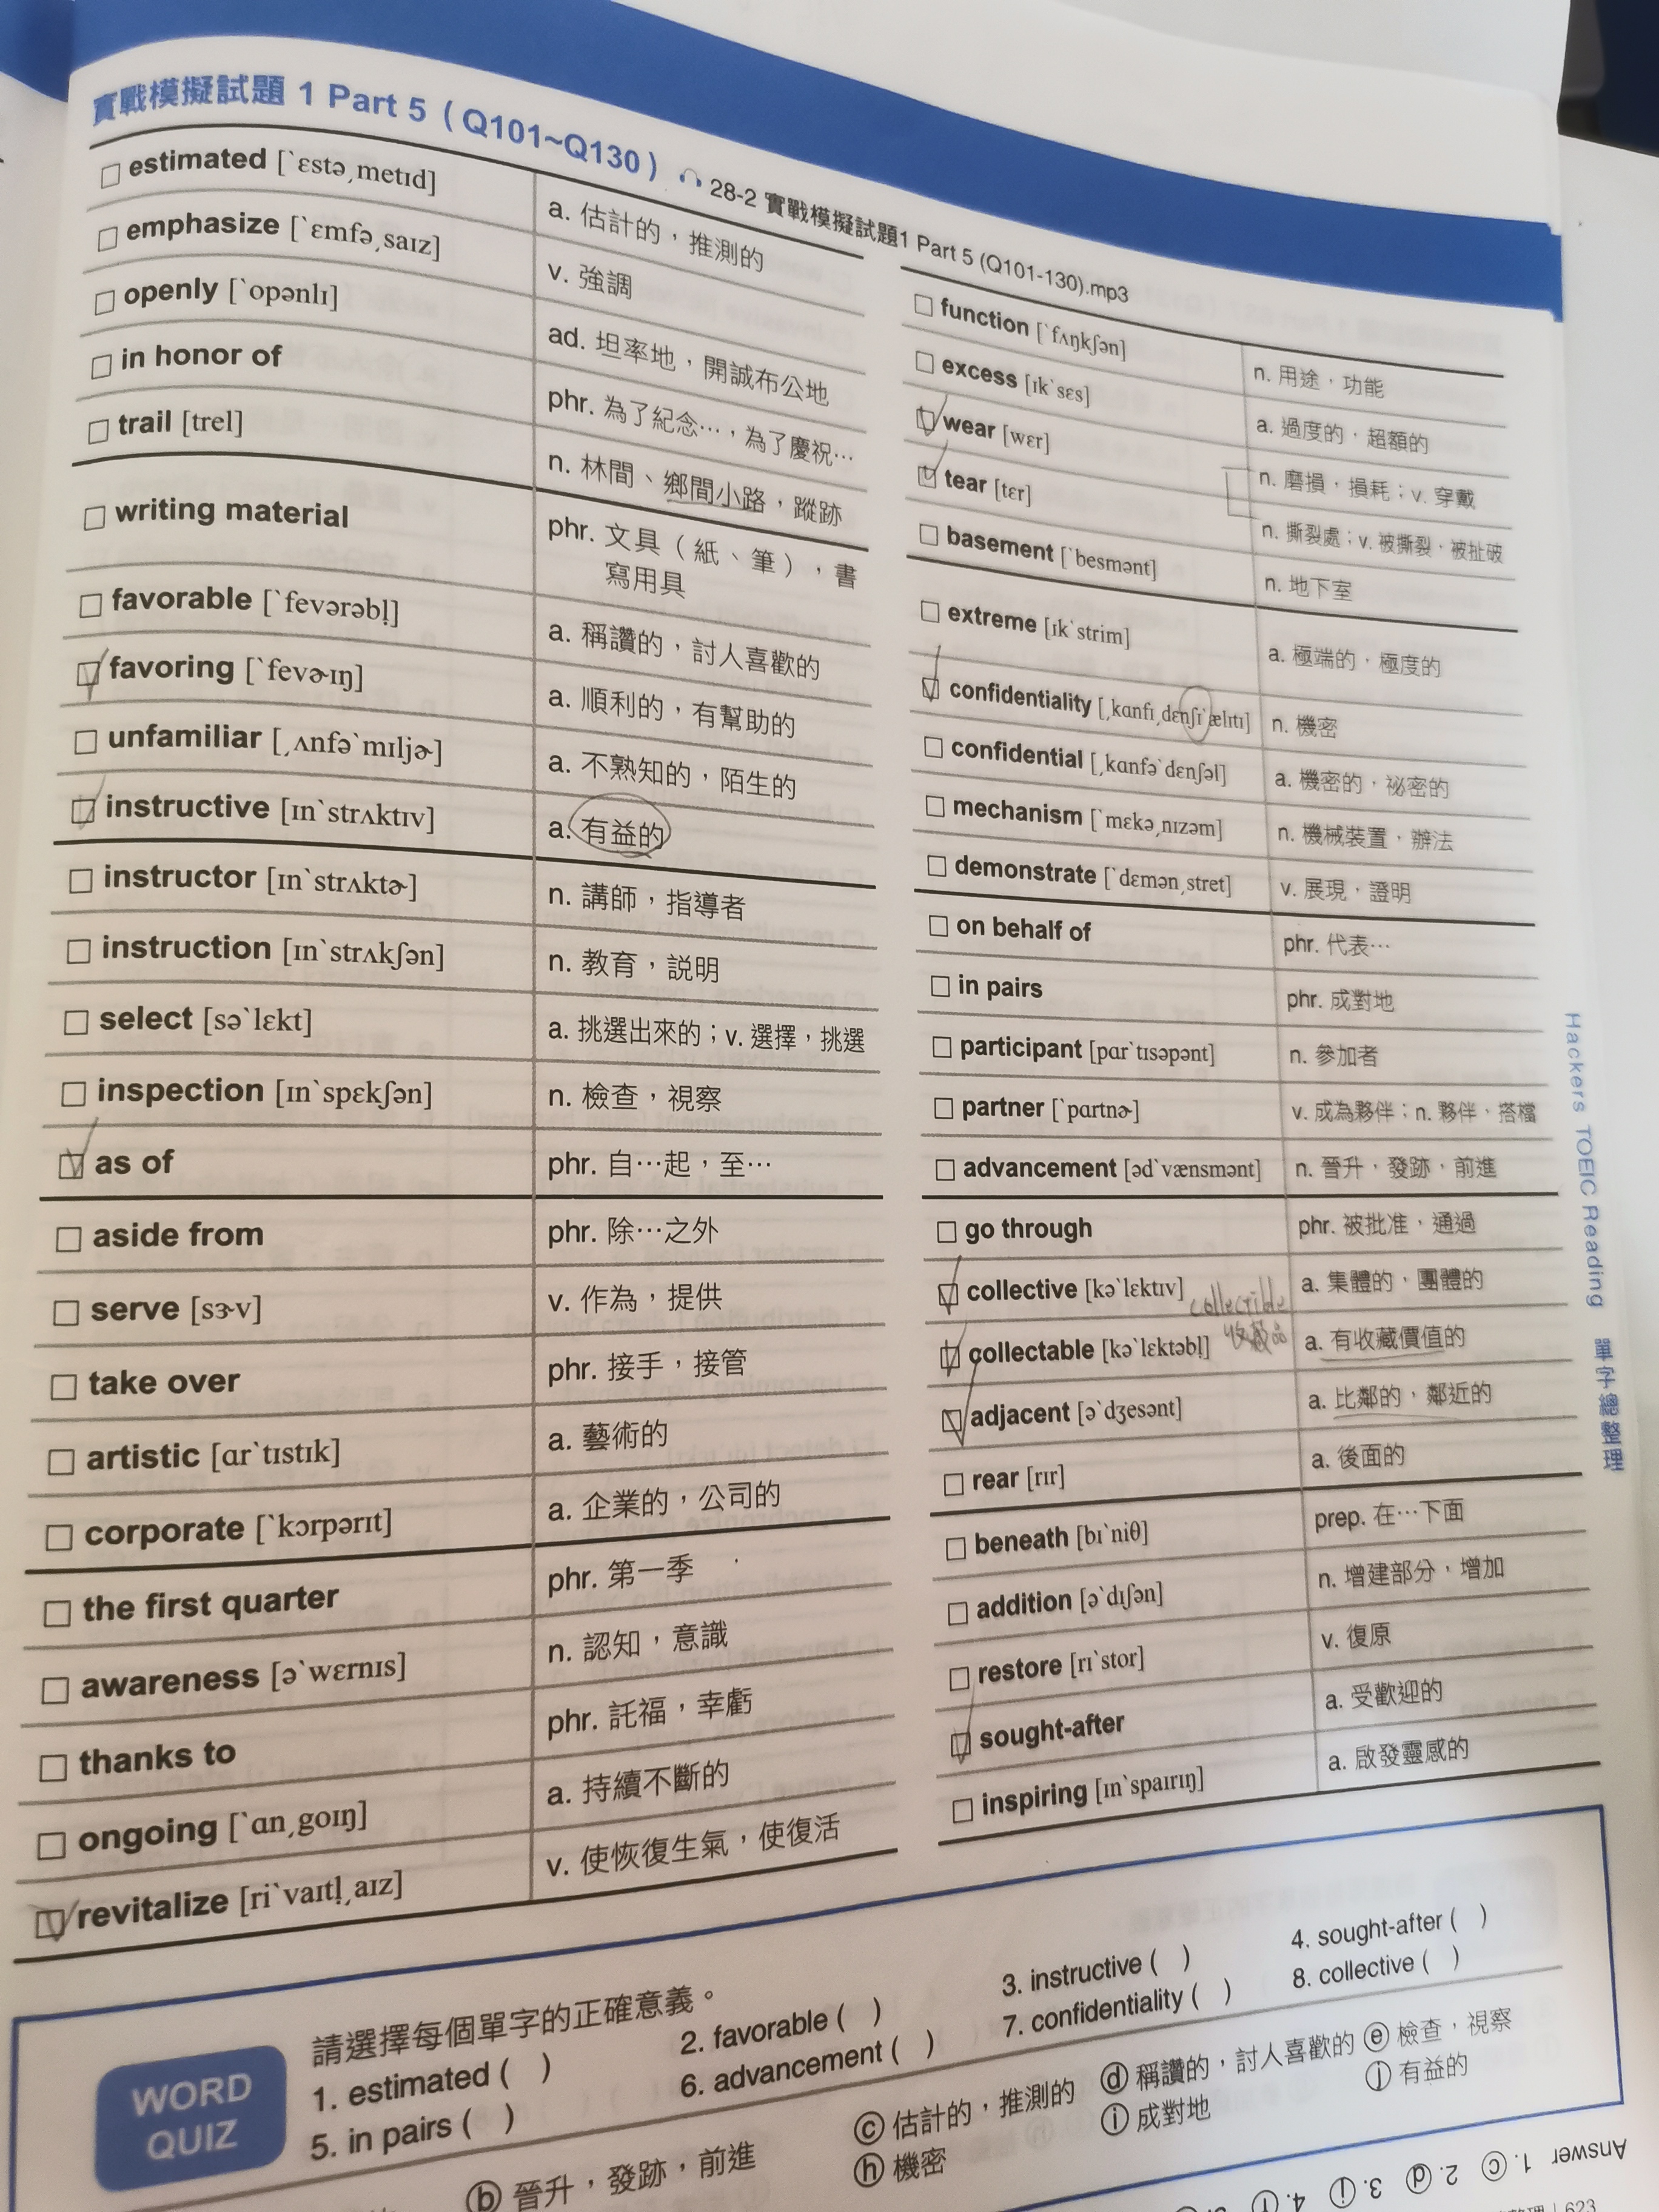 實戰模擬試題 1 Part 5 (Q101~Q130) 28-2 實戰模擬試題1 Part 5 (Q101-130).mp3
estimated [ˋɛstəˏmetɪd] a. 估計的，推測的
emphasize [ˋɛmfəˏsaɪz] v. 強調
openly [ˋopənlɪ] ad. 坦率地，開誠布公地
in honor of phr. 為了紀念…，為了慶祝…
trail [trel] n. 林間、鄉間小路，蹤跡
writing material phr. 文具（紙、筆），書
寫用具
favorable [ˋfevərəbḷ] a. 稱讚的，討人喜歡的
favoring [ˋfevɚɪŋ] a. 順利的，有幫助的
unfamiliar [ˏʌnfəˋmɪljɚ] a. 不熟知的，陌生的
instructive [ɪnˋstrʌktɪv] a. 有益的
instructor [ɪnˋstrʌktɚ] n. 講師，指導者
instruction [ɪnˋstrʌkʃən] n. 教育，説明
select [səˋlɛkt] a. 挑選出來的；v. 選擇，挑選
inspection [ɪnˋspɛkʃən] n. 檢查，視察
as of phr. 自…起，至…
aside from phr. 除…之外
serve [sɝv] v. 作為，提供
take over phr. 接手，接管
artistic [ɑrˋtɪstɪk] a. 藝術的
corporate [ˋkɔrpərɪt] a. 企業的，公司的
the first quarter phr. 第一季
awareness [əˋwɛrnɪs] n. 認知，意識
thanks to phr. 託福，幸虧
ongoing [ˋɑnˏgoɪŋ] a. 持續不斷的
revitalize [riˋvaɪtḷˏaɪz] v. 使恢復生氣，使復活
function [ˋfʌŋkʃən] n. 用途，功能
excess [ɪkˋsɛs] a. 過度的，超額的
wear [wɛr] n. 磨損，損耗；v. 穿戴
tear [tɛr] n. 撕裂處；v. 被撕裂，被扯破
basement [ˋbesmənt] n. 地下室
extreme [ɪkˋstrim] a. 極端的，極度的
confidentiality [ˏkɑnfɪˏdɛnʃɪˋælɪtɪ] n. 機密
confidential [ˏkɑnfəˋdɛnʃəl] a. 機密的，祕密的
mechanism [ˋmɛkəˏnɪzəm] n. 機械裝置，辦法
demonstrate [ˋdɛmənˏstret] v. 展現，證明
on behalf of phr. 代表…
in pairs phr. 成對地
participant [pɑrˋtɪsəpənt] n. 參加者
partner [ˋpɑrtnɚ] v. 成為夥伴；n. 夥伴，搭檔
advancement [ədˋvænsmənt] n. 晉升，發跡，前進
go through phr. 被批准，通過
collective [kəˋlɛktɪv] a. 集體的，團體的
collectible
收藏品
collectable [kəˋlɛktəbḷ] a. 有收藏價值的
adjacent [əˋdʒesənt] a. 比鄰的，鄰近的
rear [rɪr] a. 後面的
beneath [bɪˋniθ] prep. 在…下面
addition [əˋdɪʃən] n. 增建部分，增加
restore [rɪˋstor] v. 復原
sought-after a. 受歡迎的
inspiring [ɪnˋspaɪrɪŋ] a. 啟發靈感的
Hackers TOEIC Reading 單字總整理
WORD
QUIZ
請選擇每個單字的正確意義。
1. estimated ( ) 2. favorable ( ) 3. instructive ( ) 4. sought-after ( )
5. in pairs ( ) 6. advancement ( ) 7. confidentiality ( ) 8. collective ( )
ⓑ 晉升，發跡，前進 ⓒ 估計的，推測的 ⓓ 稱讚的，討人喜歡的 ⓔ 檢查，視察
ⓗ 機密 ⓘ 成對地 ⓙ 有益的
Answer 1. ⓒ 2. ⓓ 3. ⓙ 4. ⓕ
623